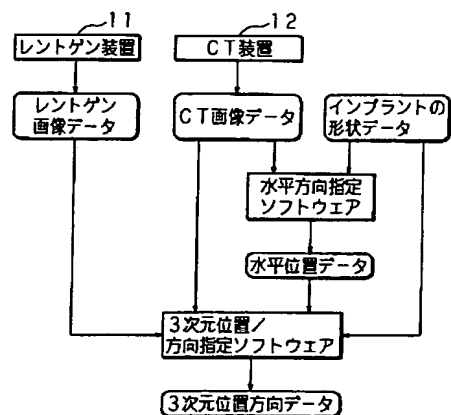 11
12
レントゲン装置
CT装置
レントゲン
画像データ
CT画像データ
インプラントの
形状データ
水平方向指定
ソフトウェア
水平位置データ
3次元位置/
方向指定ソフトウェア
3次元位置方向データ